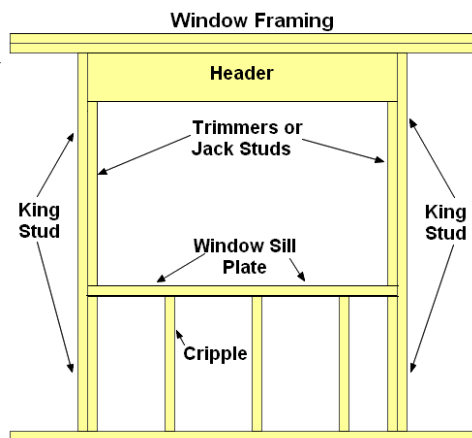 Window Framing
Header
Trimmers or
Jack Studs
King
Stud
King
Stud
Window Sill
Plate
Cripple